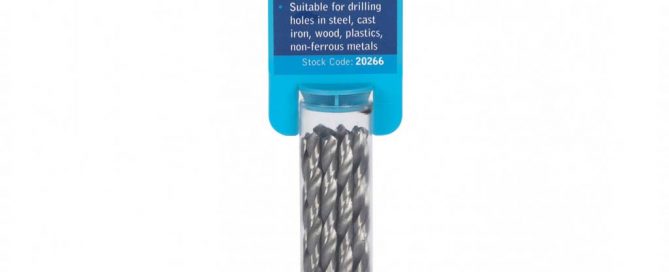 • Suitable for drilling
holes in steel, cast
iron, wood, plastics,
non-ferrous metals
Stock Code: 20266